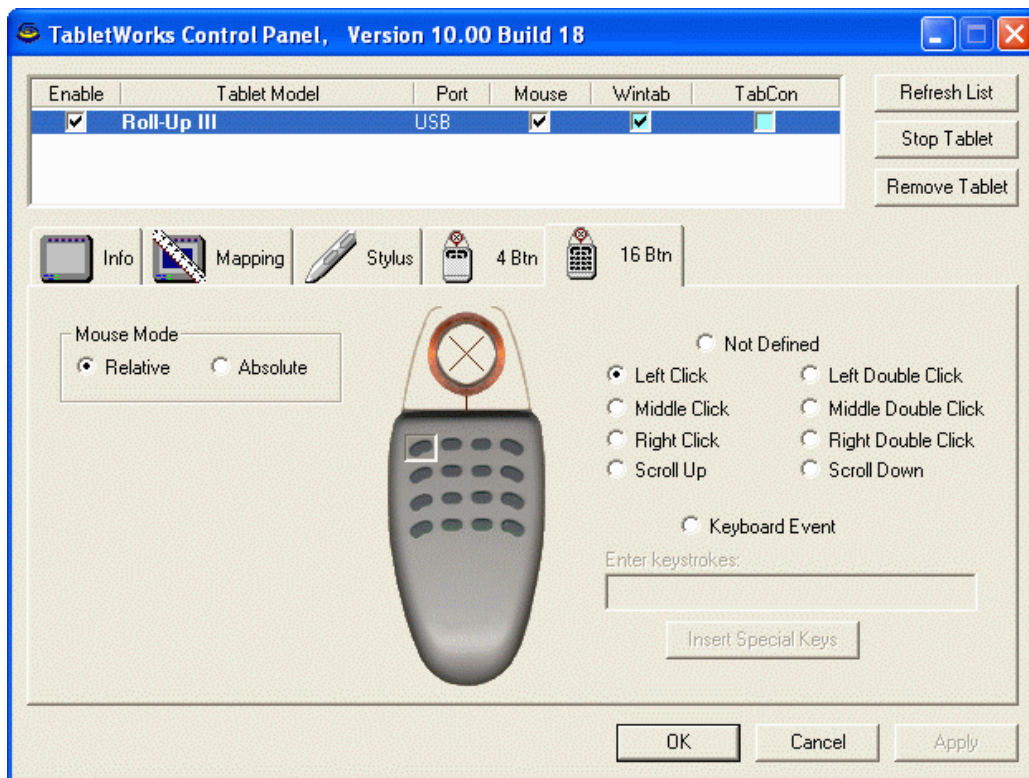 TabletWorks Control Panel, Version 10.00 Build 18
Enable Tablet Model Port Mouse Wintab TabCon
Roll-Up III USB
Refresh List
Stop Tablet
Remove Tablet
Info Mapping Stylus 4 Btn 16 Btn
Mouse Mode
Relative Absolute
Not Defined
Left Click Left Double Click
Middle Click Middle Double Click
Right Click Right Double Click
Scroll Up Scroll Down
Keyboard Event
Enter keystrokes:
Insert Special Keys
OK Cancel Apply